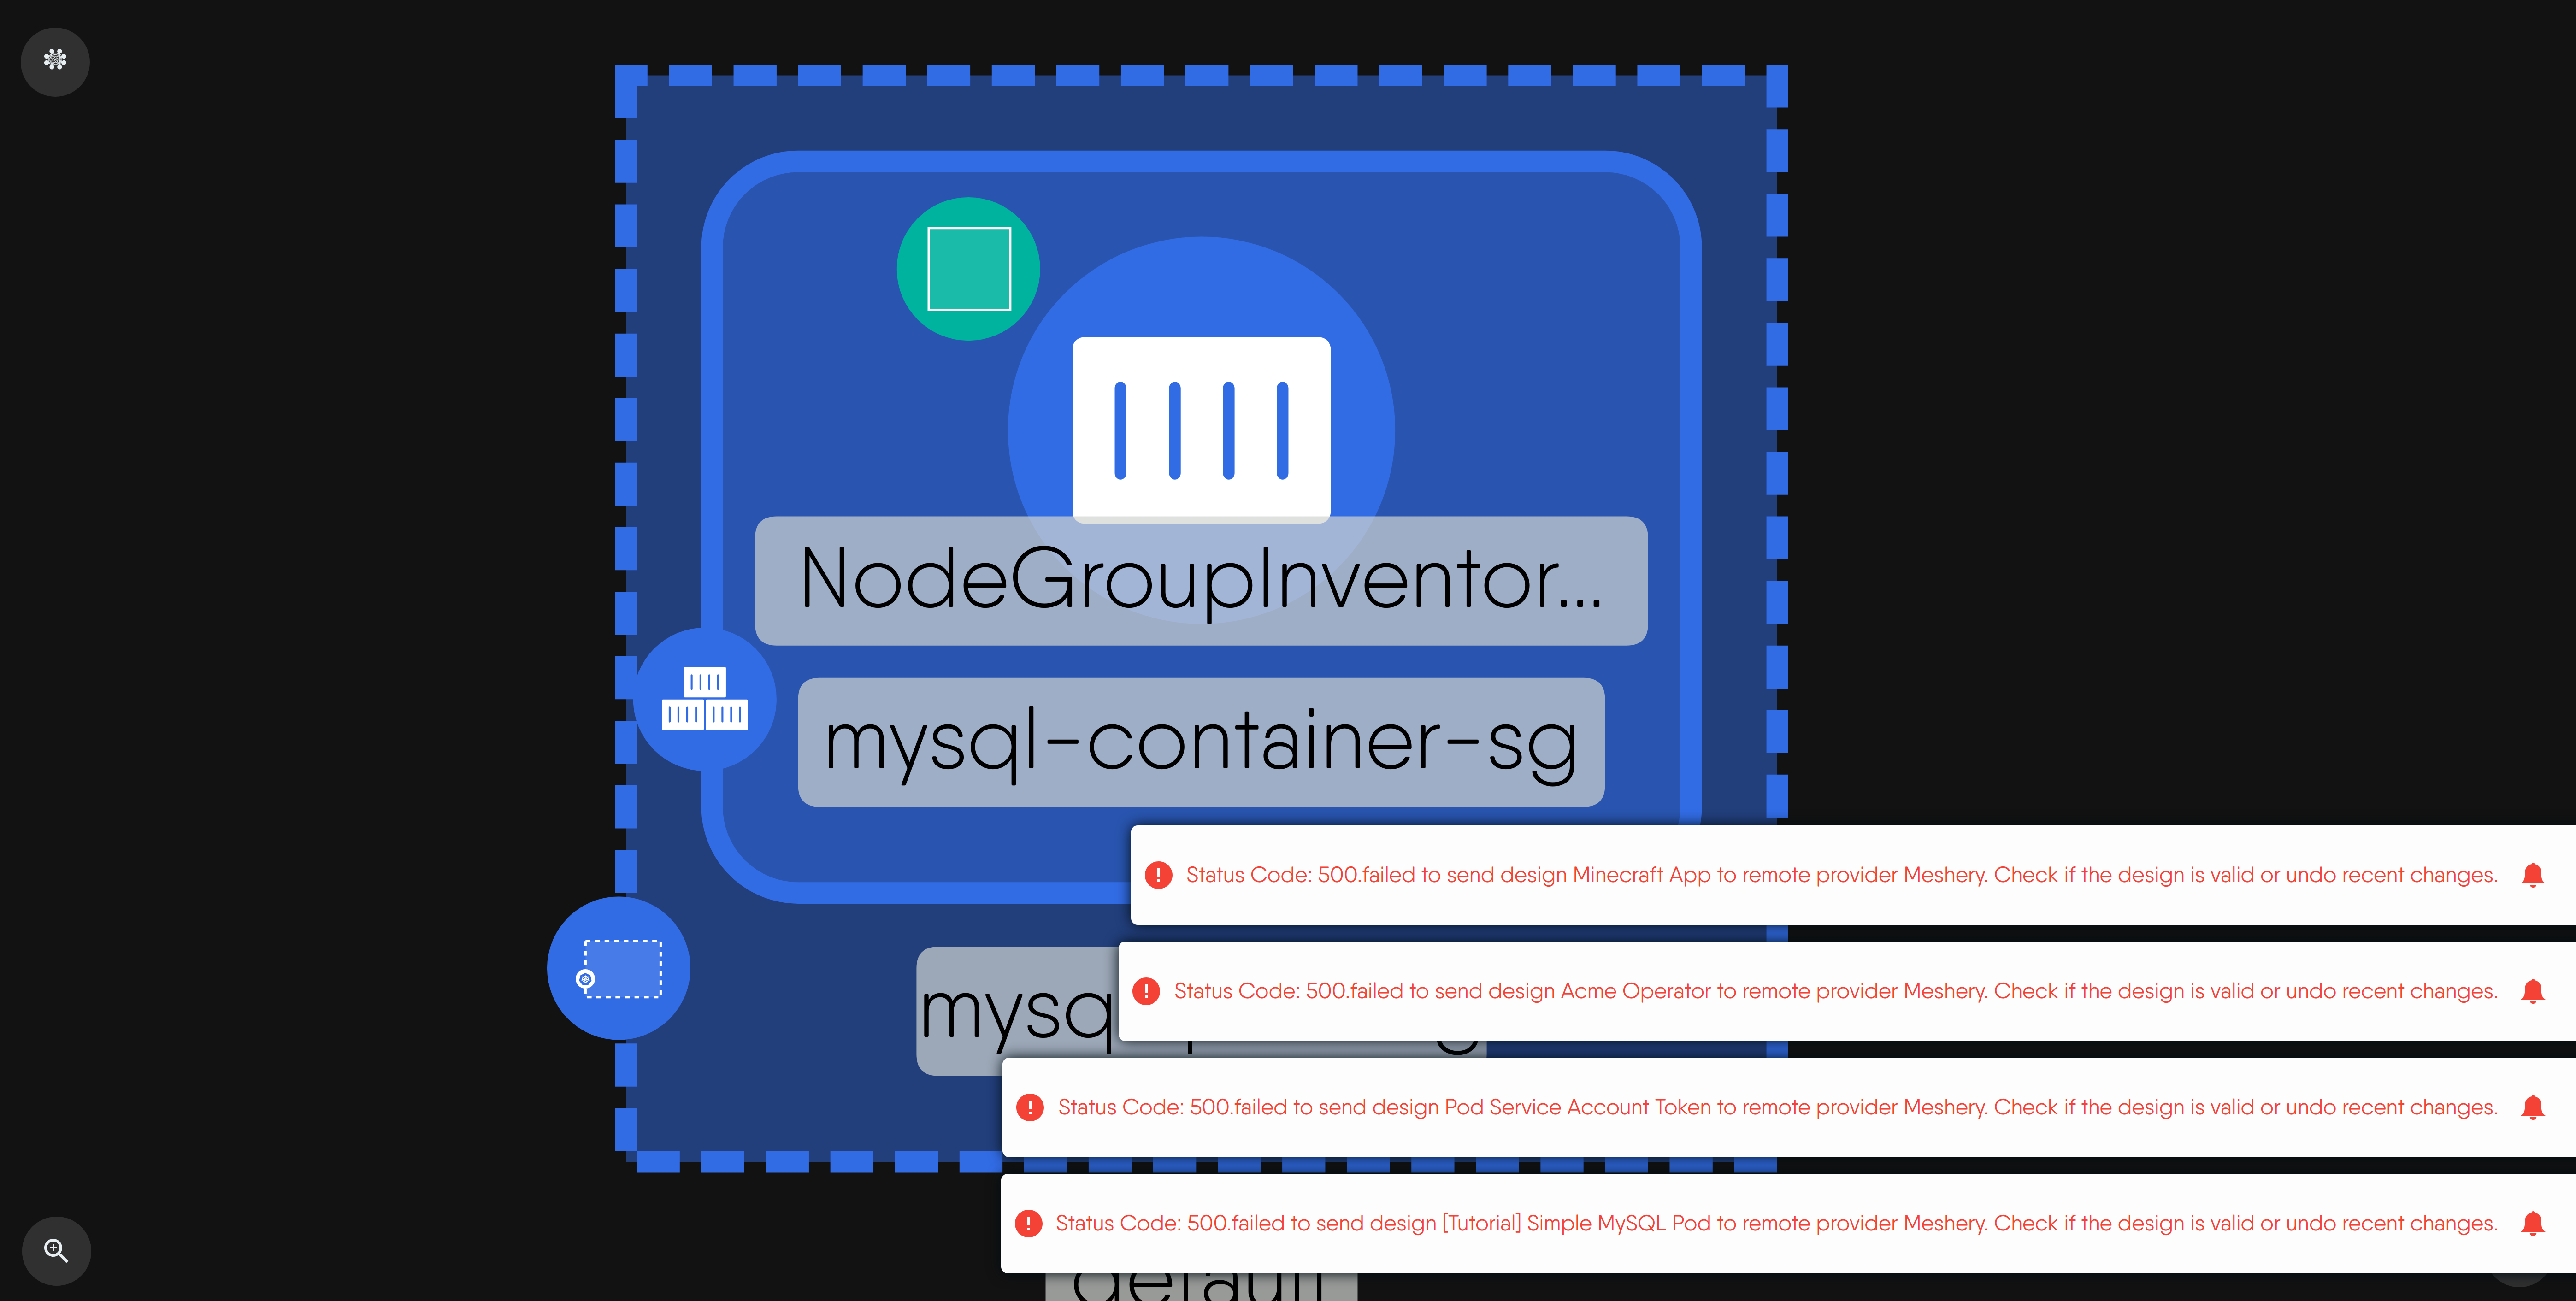 NodeGroupInventor...
mysql-container-sg
Status Code: 500.failed to send design Minecraft App to remote provider Meshery. Check if the design is valid or undo recent changes.
Status Code: 500.failed to send design Acme Operator to remote provider Meshery. Check if the design is valid or undo recent changes.
Status Code: 500.failed to send design Pod Service Account Token to remote provider Meshery. Check if the design is valid or undo recent changes.
Status Code: 500.failed to send design [Tutorial] Simple MySQL Pod to remote provider Meshery. Check if the design is valid or undo recent changes.
default